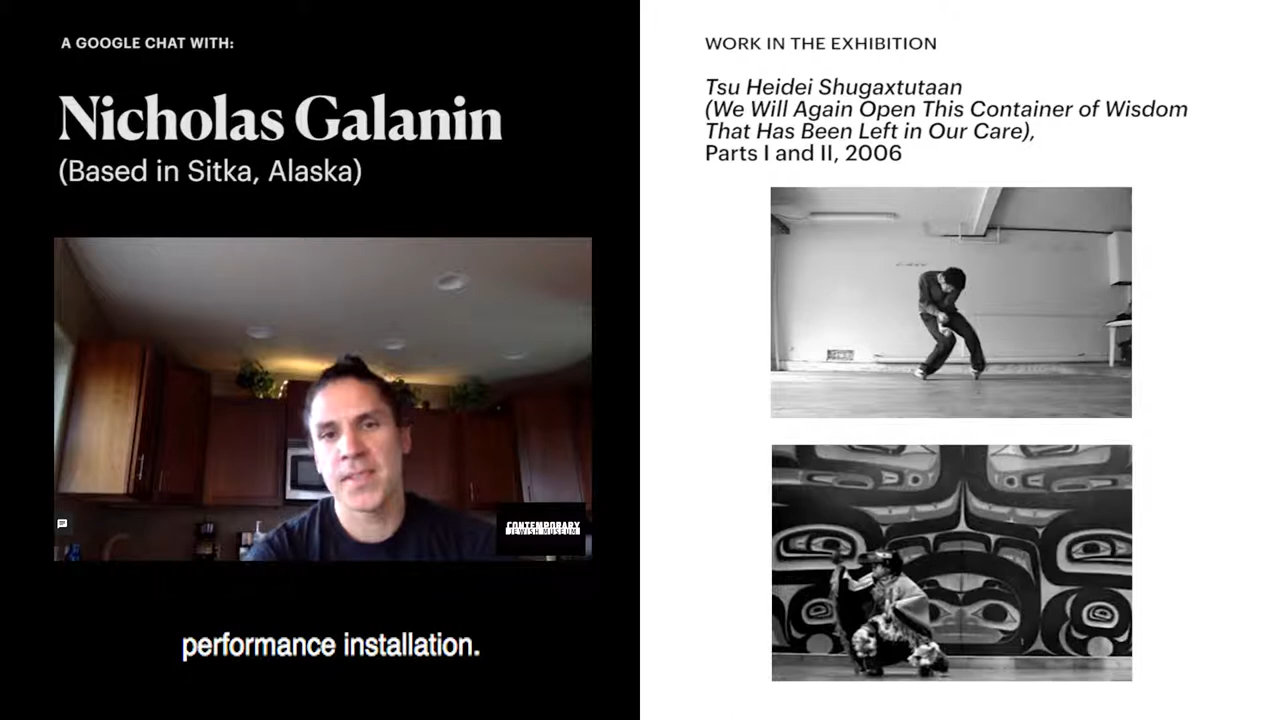 A GOOGLE CHAT WITH:
Nicholas Galanin
(Based in Sitka, Alaska)
CONTEMPORARY
JEWISH MUSEUM
performance installation.
WORK IN THE EXHIBITION
Tsu Heidei Shugaxtutaan
(We Will Again Open This Container of Wisdom
That Has Been Left in Our Care),
Parts I and II, 2006